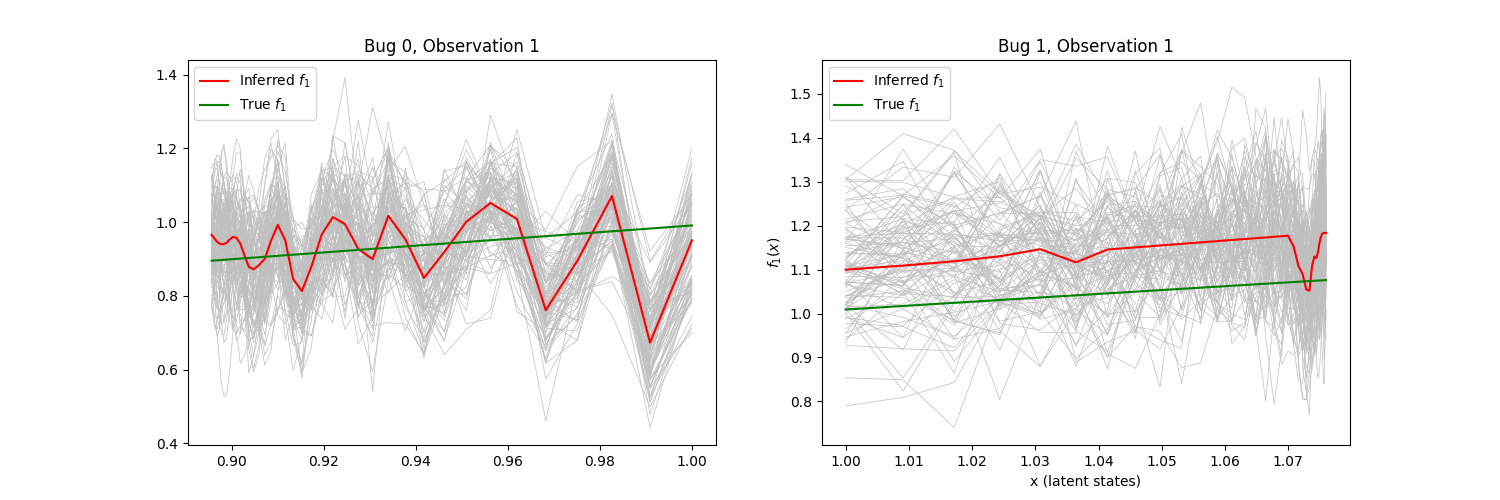 Bug 0, Observation 1
Inferred f₁
True f₁
1.4
1.2
1.0
0.8
0.6
0.4
0.90 0.92 0.94 0.96 0.98 1.00
Bug 1, Observation 1
Inferred f₁
True f₁
f₁(x)
1.5
1.4
1.3
1.2
1.1
1.0
0.9
0.8
1.00 1.01 1.02 1.03 1.04 1.05 1.06 1.07
x (latent states)